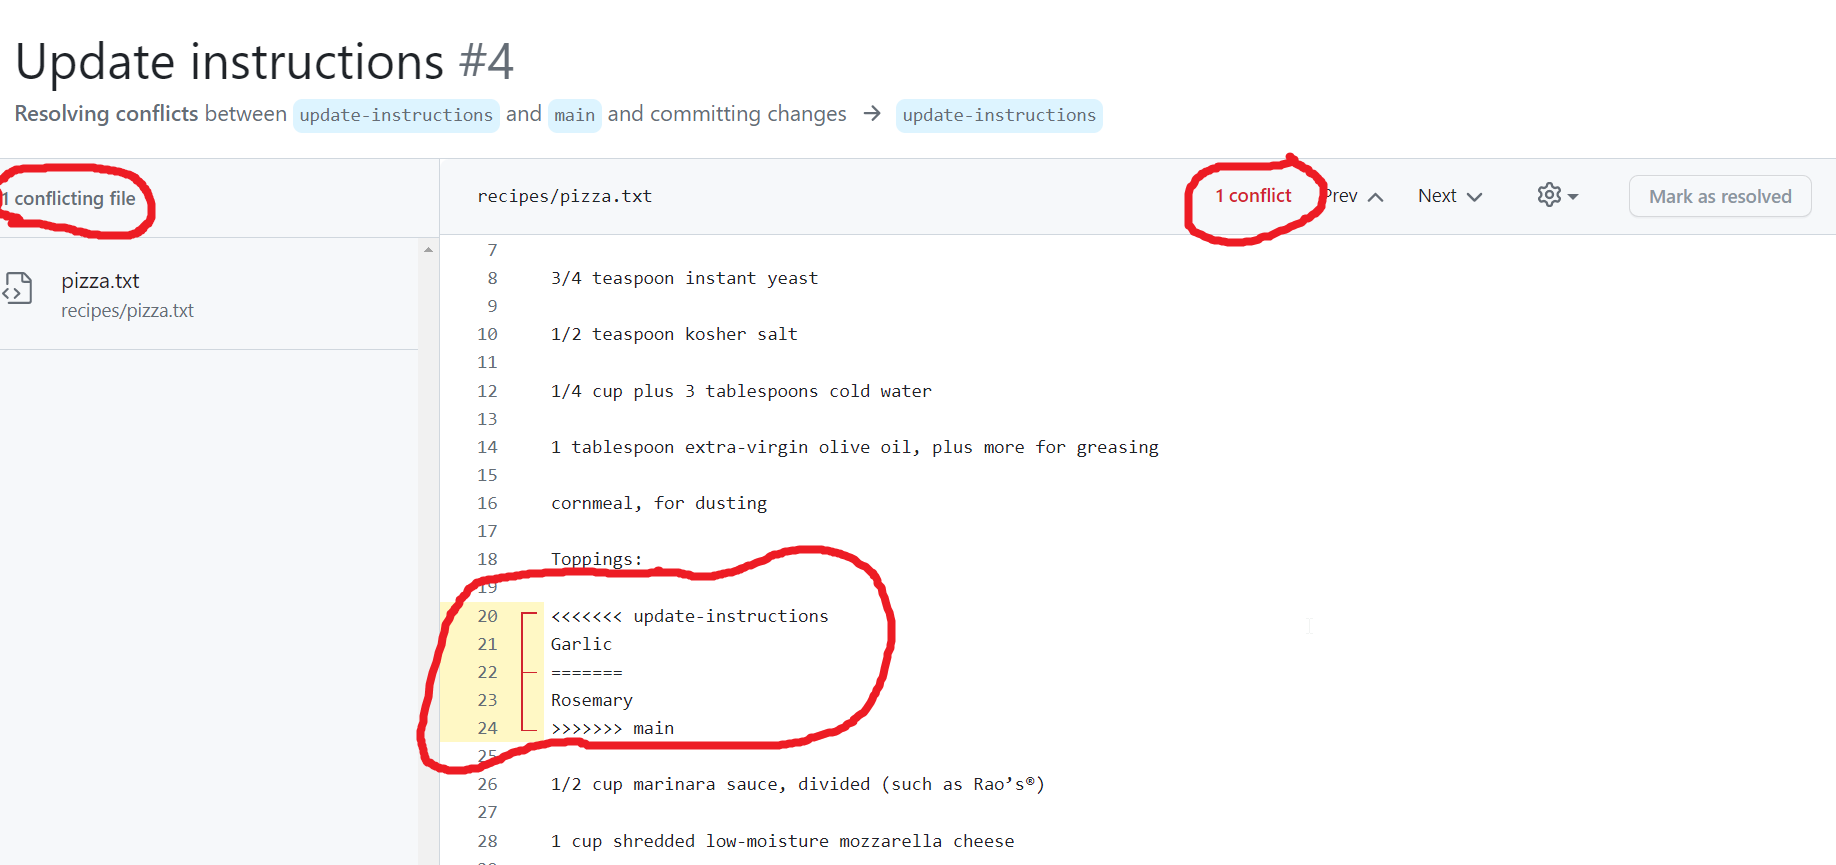 Update instructions #4
Resolving conflicts between update-instructions and main and committing changes → update-instructions
1 conflicting file
recipes/pizza.txt
1 conflict
Prev
Next
Mark as resolved
pizza.txt
recipes/pizza.txt
7
8 3/4 teaspoon instant yeast
9
10 1/2 teaspoon kosher salt
11
12 1/4 cup plus 3 tablespoons cold water
13
14 1 tablespoon extra-virgin olive oil, plus more for greasing
15
16 cornmeal, for dusting
17
18 Toppings:
19
20 <<<<<<< update-instructions
21 Garlic
22 =======
23 Rosemary
24 >>>>>>> main
25
26 1/2 cup marinara sauce, divided (such as Rao’s®)
27
28 1 cup shredded low-moisture mozzarella cheese